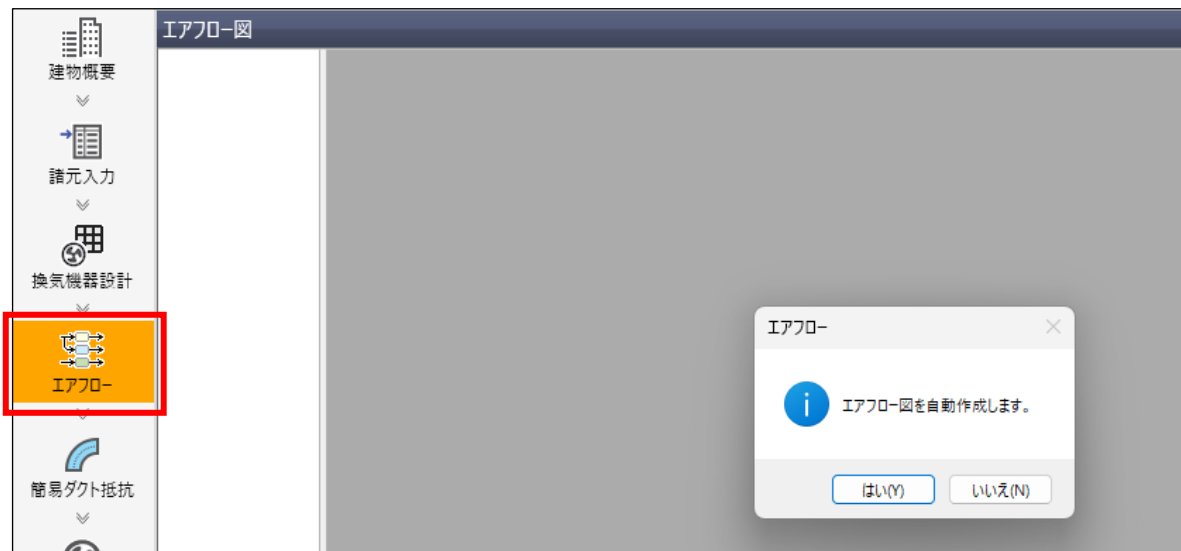 エアフロー図
建物概要
諸元入力
換気機器設計
エアフロー
簡易ダクト抵抗
エアフロー
エアフロー図を自動作成します。
はい(Y)
いいえ(N)